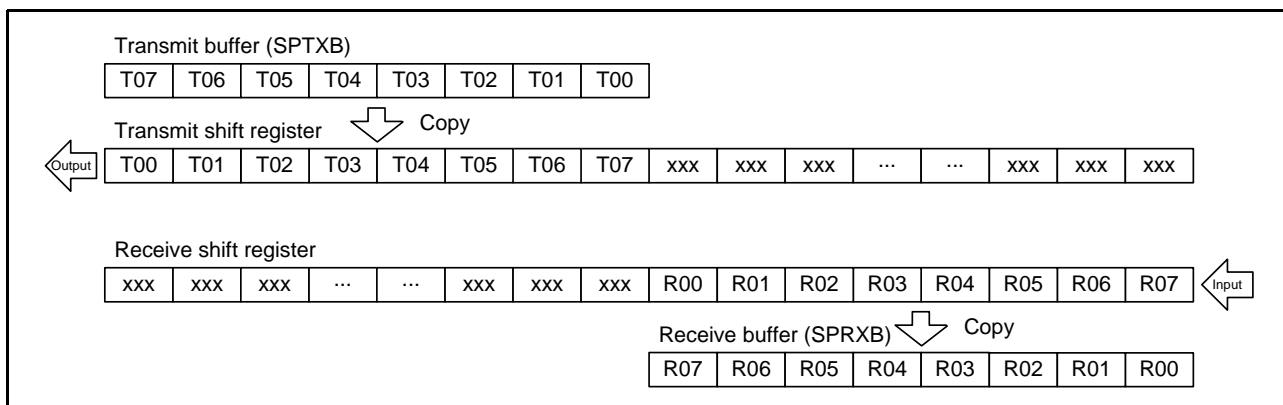 Transmit buffer (SPTXB)
T07 T06 T05 T04 T03 T02 T01 T00
Copy
Transmit shift register
Output T00 T01 T02 T03 T04 T05 T06 T07 xxx xxx xxx ... ... xxx xxx xxx
Receive shift register
xxx xxx xxx ... ... xxx xxx xxx R00 R01 R02 R03 R04 R05 R06 R07 Input
Receive buffer (SPRXB) Copy
R07 R06 R05 R04 R03 R02 R01 R00